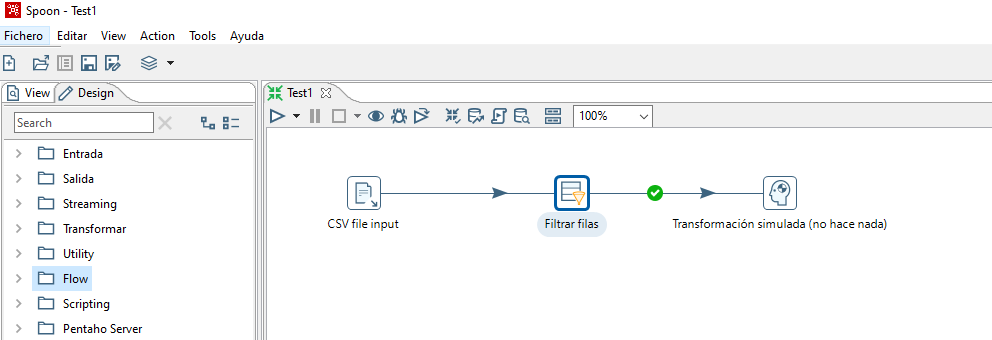 Spoon - Test1
Fichero Editar View Action Tools Ayuda
View Design
Test1
Search
100%
Entrada
Salida
Streaming
Transformar
Utility
Flow
Scripting
Pentaho Server
CSV file input
Filtrar filas
Transformación simulada (no hace nada)